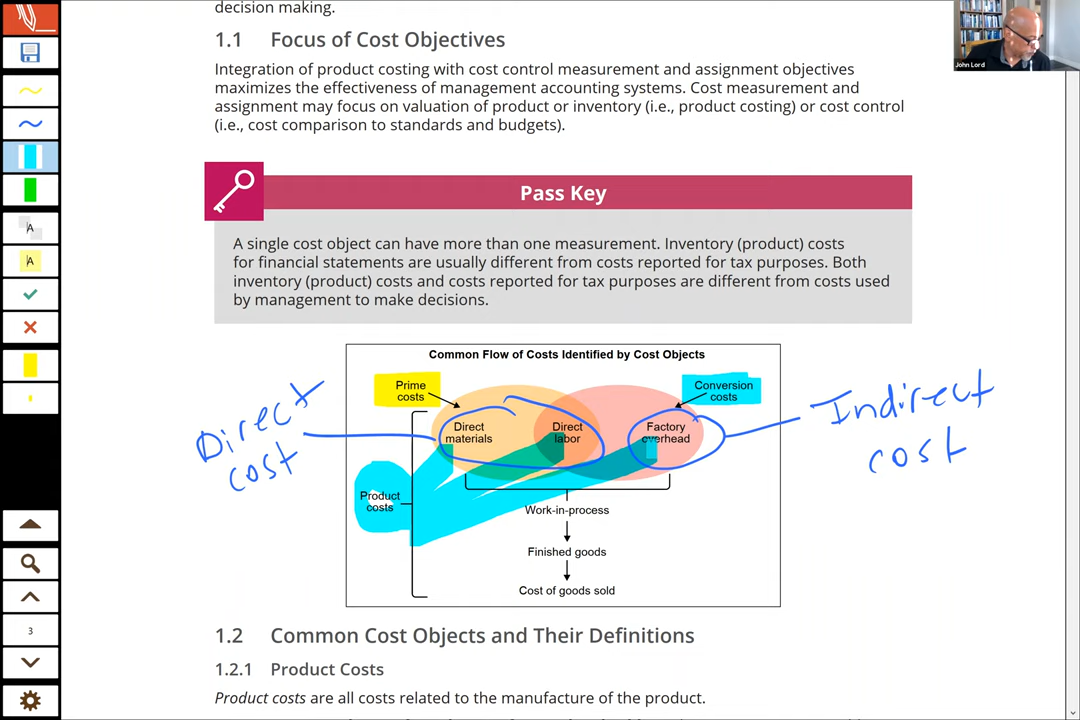 decision making.
1.1 Focus of Cost Objectives
Integration of product costing with cost control measurement and assignment objectives
maximizes the effectiveness of management accounting systems. Cost measurement and
assignment may focus on valuation of product or inventory (i.e., product costing) or cost control
(i.e., cost comparison to standards and budgets).
John Lord
Pass Key
A single cost object can have more than one measurement. Inventory (product) costs
for financial statements are usually different from costs reported for tax purposes. Both
inventory (product) costs and costs reported for tax purposes are different from costs used
by management to make decisions.
Common Flow of Costs Identified by Cost Objects
Prime
costs
Conversion
costs
Direct
materials
Direct
labor
Factory
overhead
Direct
cost
Indirect
cost
Product
costs
Work-in-process
Finished goods
Cost of goods sold
1.2 Common Cost Objects and Their Definitions
1.2.1 Product Costs
Product costs are all costs related to the manufacture of the product.
A
A
3